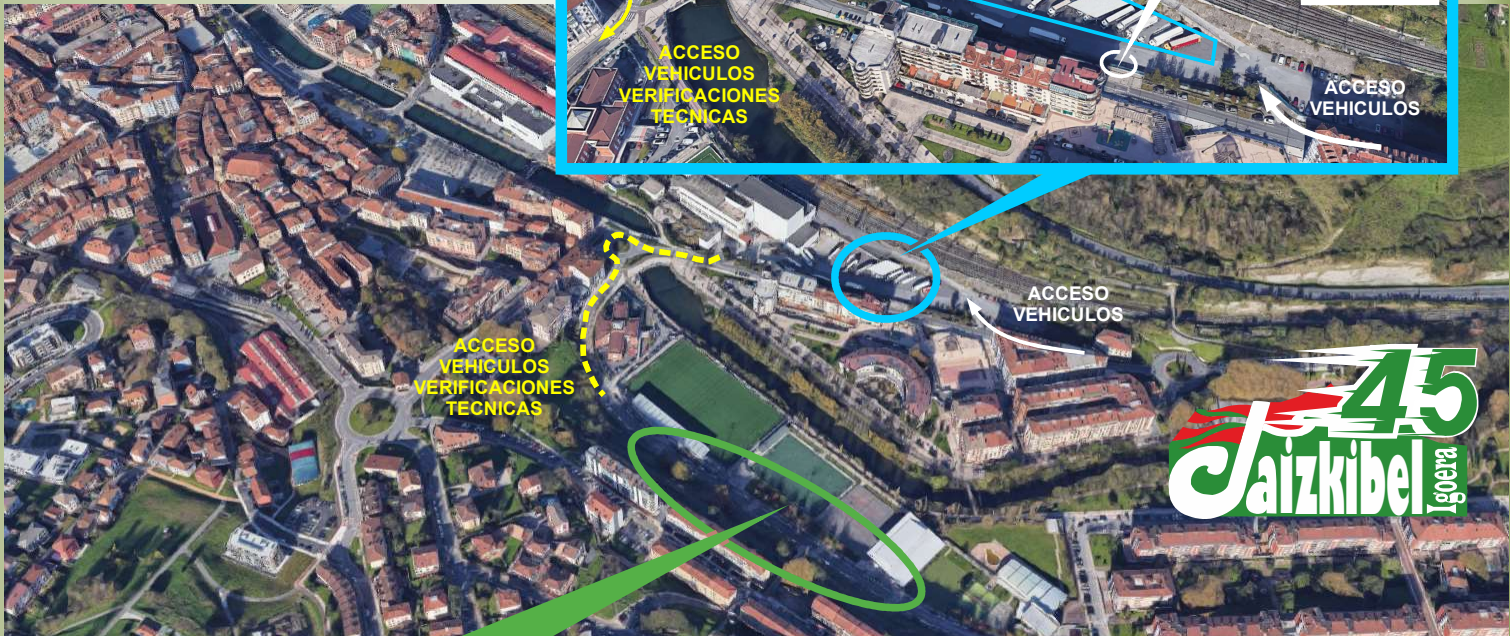 ACCESO
VEHICULOS
VERIFICACIONES
TECNICAS
ACCESO
VEHICULOS
ACCESO
VEHICULOS
ACCESO
VEHICULOS
VERIFICACIONES
TECNICAS
45
Jaizkibel
Igoera